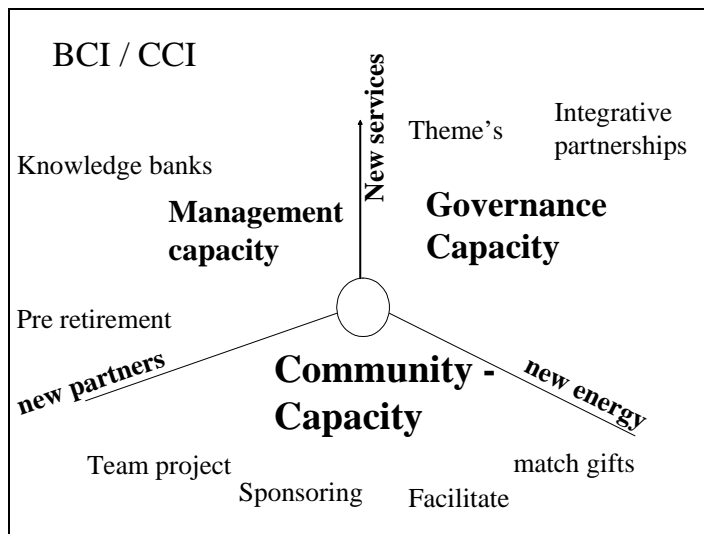 BCI / CCI
New services
Theme's
Integrative
partnerships
Knowledge banks
Management
capacity
Governance
Capacity
Pre retirement
new partners
Community -
Capacity
new energy
Team project
Sponsoring
Facilitate
match gifts